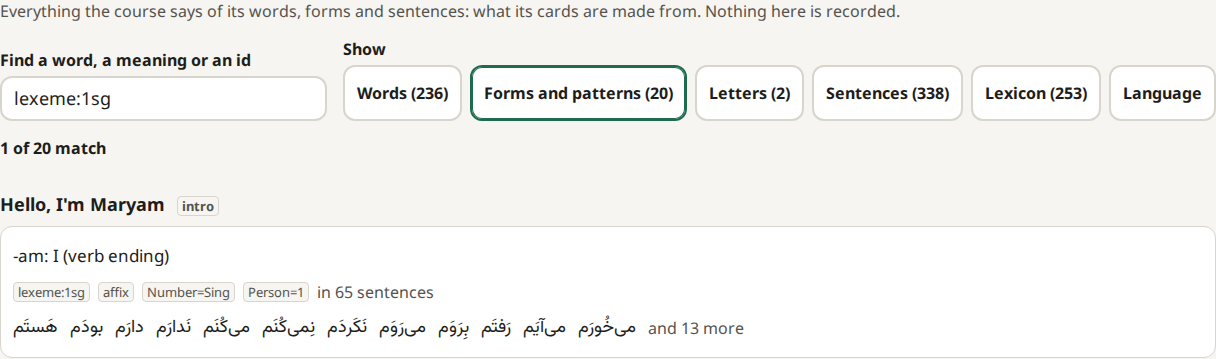 Everything the course says of its words, forms and sentences: what its cards are made from. Nothing here is recorded.
Find a word, a meaning or an id
Show
lexeme:1sg
Words (236) Forms and patterns (20) Letters (2) Sentences (338) Lexicon (253) Language
1 of 20 match
Hello, I'm Maryam intro
-am: I (verb ending)
lexeme:1sg affix Number=Sing Person=1 in 65 sentences
هَستَم بودَم دارَم نَدارَم می‌کُنَم نِمی‌کُنَم نَکَردَم می‌رَوَم بِرَوَم رَفتَم می‌آیَم می‌خُورَم and 13 more